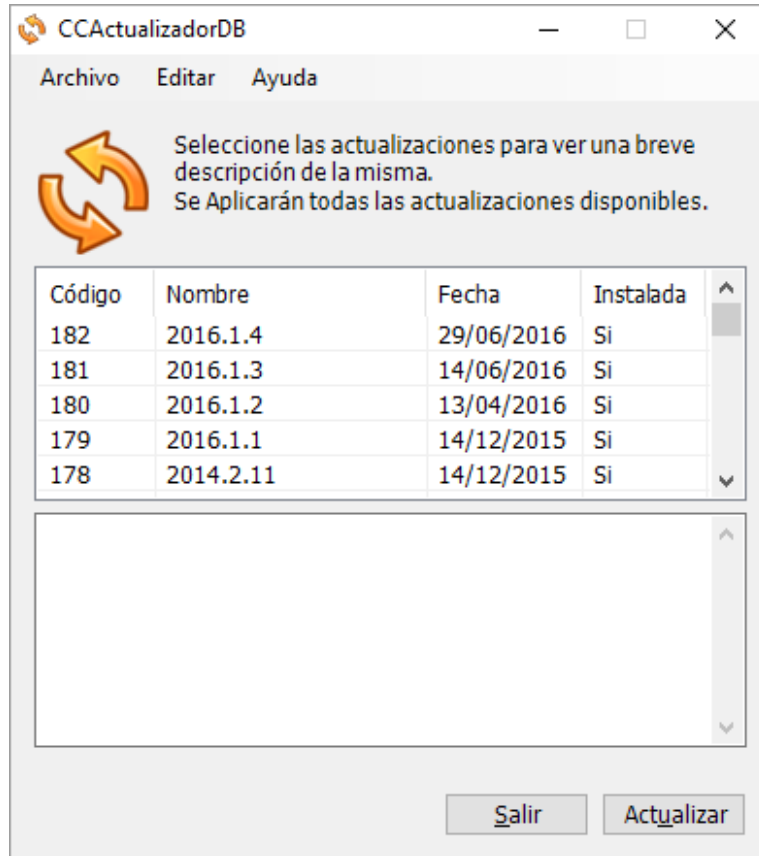 CCActualizadorDB
Archivo Editar Ayuda
Seleccione las actualizaciones para ver una breve
descripción de la misma.
Se Aplicarán todas las actualizaciones disponibles.
Código Nombre Fecha Instalada
182 2016.1.4 29/06/2016 Si
181 2016.1.3 14/06/2016 Si
180 2016.1.2 13/04/2016 Si
179 2016.1.1 14/12/2015 Si
178 2014.2.11 14/12/2015 Si
Salir Actualizar